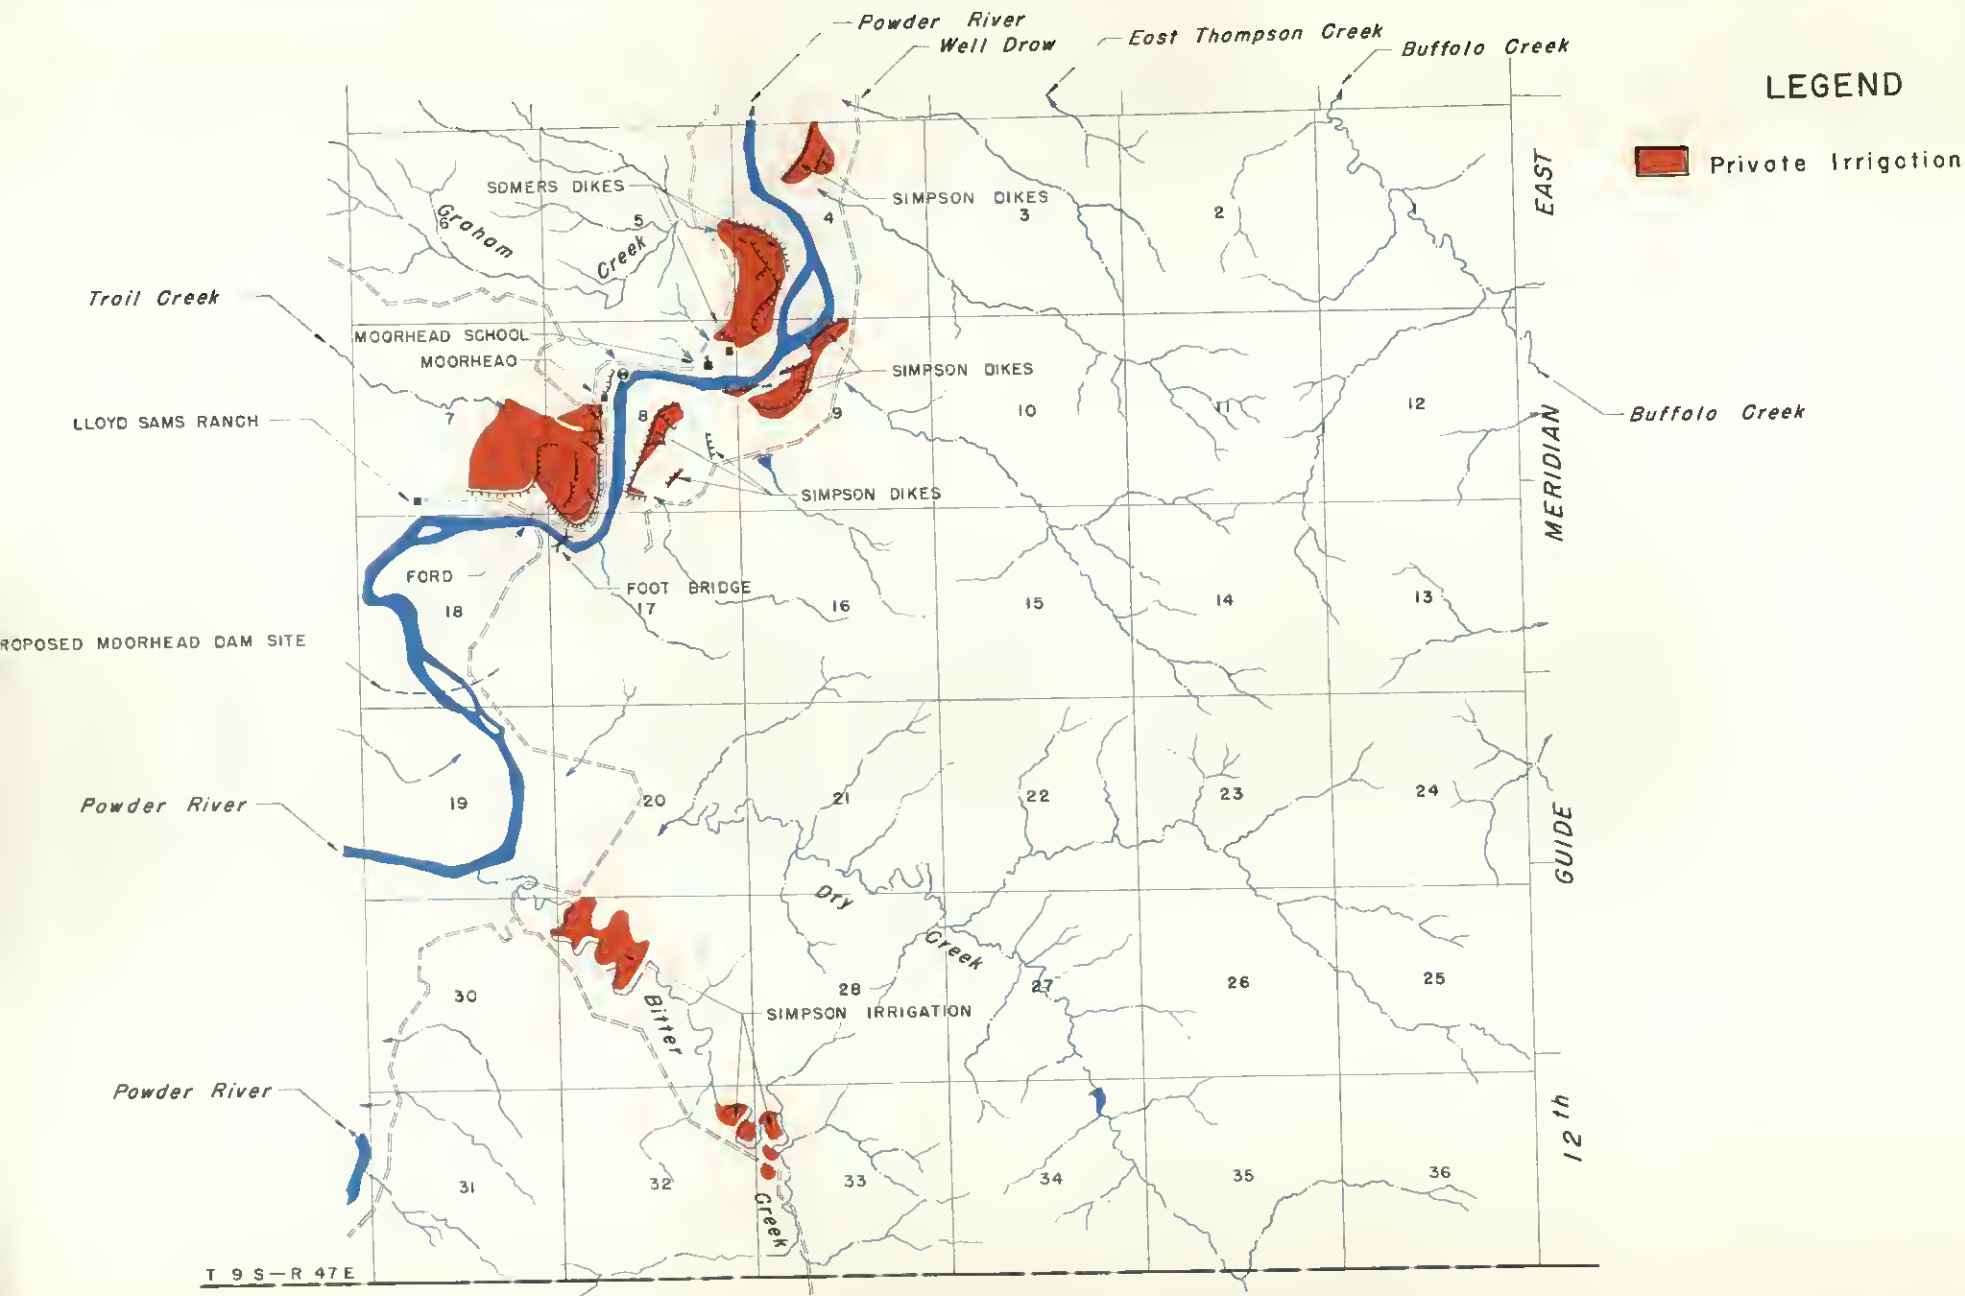 Powder River
Well Draw
East Thompson Creek
Buffalo Creek
LEGEND
Private Irrigation
EAST
SOMERS DIKES
SIMPSON DIKES
6
5
4
3
2
Graham
Creek
Trail Creek
MOORHEAD SCHOOL
MOORHEAD
SIMPSON DIKES
LLOYD SAMS RANCH
7
8
9
10
11
12
Buffalo Creek
MERIDIAN
SIMPSON DIKES
FORD
FOOT BRIDGE
18
17
16
15
14
13
ROPOSED MOORHEAD DAM SITE
Powder River
19
20
21
22
23
24
GUIDE
Dry
Creek
30
28
27
26
25
Bitter
SIMPSON IRRIGATION
Powder River
31
32
33
34
35
36
12th
Creek
T 9 S-R 47 E